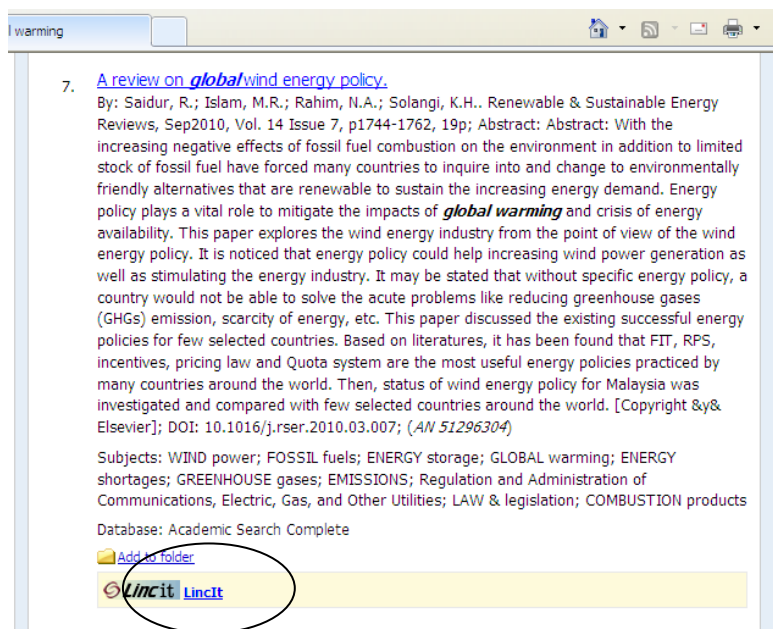 l warming
7. A review on global wind energy policy.
By: Saidur, R.; Islam, M.R.; Rahim, N.A.; Solangi, K.H.. Renewable & Sustainable Energy
Reviews, Sep2010, Vol. 14 Issue 7, p1744-1762, 19p; Abstract: Abstract: With the
increasing negative effects of fossil fuel combustion on the environment in addition to limited
stock of fossil fuel have forced many countries to inquire into and change to environmentally
friendly alternatives that are renewable to sustain the increasing energy demand. Energy
policy plays a vital role to mitigate the impacts of global warming and crisis of energy
availability. This paper explores the wind energy industry from the point of view of the wind
energy policy. It is noticed that energy policy could help increasing wind power generation as
well as stimulating the energy industry. It may be stated that without specific energy policy, a
country would not be able to solve the acute problems like reducing greenhouse gases
(GHGs) emission, scarcity of energy, etc. This paper discussed the existing successful energy
policies for few selected countries. Based on literatures, it has been found that FIT, RPS,
incentives, pricing law and Quota system are the most useful energy policies practiced by
many countries around the world. Then, status of wind energy policy for Malaysia was
investigated and compared with few selected countries around the world. [Copyright &y&
Elsevier]; DOI: 10.1016/j.rser.2010.03.007; (AN 51296304)
Subjects: WIND power; FOSSIL fuels; ENERGY storage; GLOBAL warming; ENERGY
shortages; GREENHOUSE gases; EMISSIONS; Regulation and Administration of
Communications, Electric, Gas, and Other Utilities; LAW & legislation; COMBUSTION products
Database: Academic Search Complete
Add to folder
Lincit LincIt